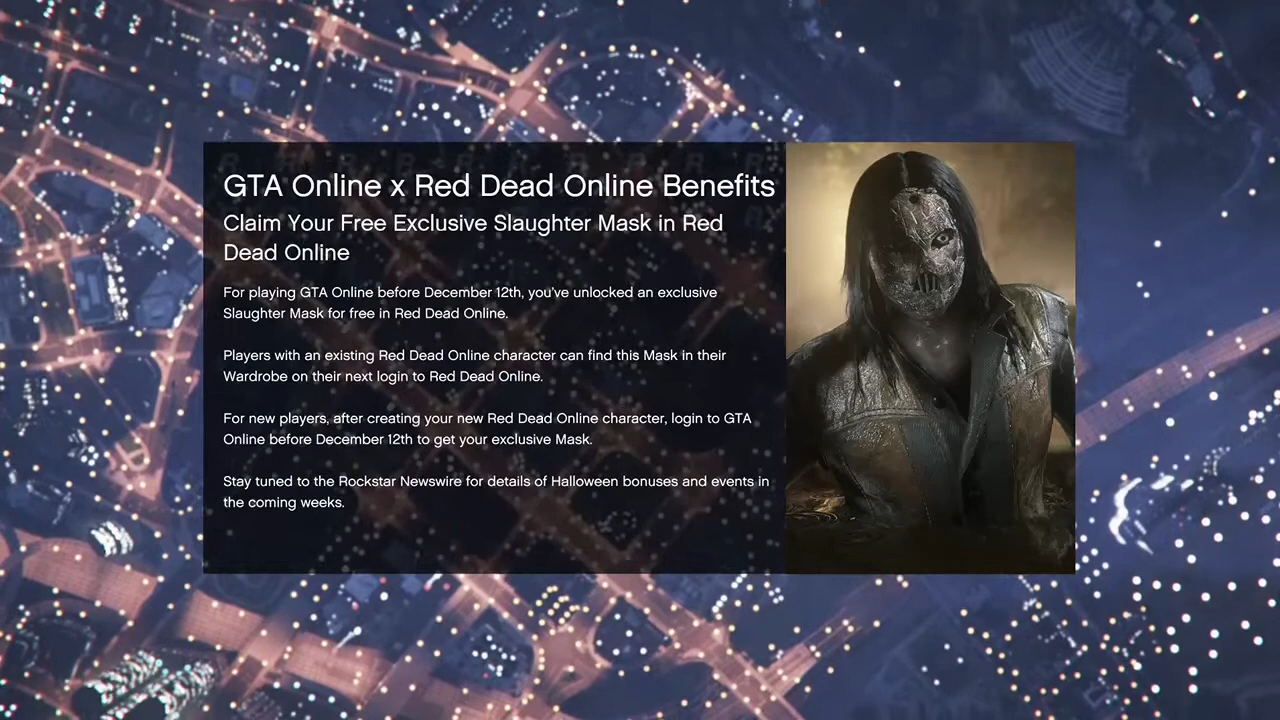 GTA Online x Red Dead Online Benefits
Claim Your Free Exclusive Slaughter Mask in Red
Dead Online
For playing GTA Online before December 12th, you've unlocked an exclusive
Slaughter Mask for free in Red Dead Online.
Players with an existing Red Dead Online character can find this Mask in their
Wardrobe on their next login to Red Dead Online.
For new players, after creating your new Red Dead Online character, login to GTA
Online before December 12th to get your exclusive Mask.
Stay tuned to the Rockstar Newswire for details of Halloween bonuses and events in
the coming weeks.